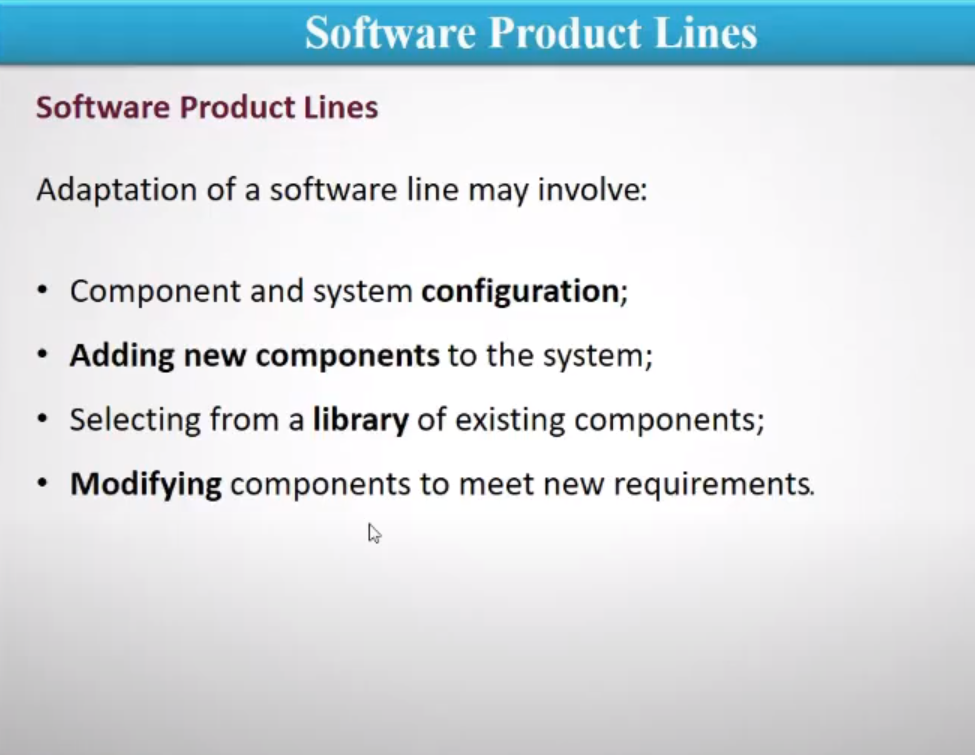 Software Product Lines
Software Product Lines
Adaptation of a software line may involve:
• Component and system configuration;
• Adding new components to the system;
• Selecting from a library of existing components;
• Modifying components to meet new requirements.